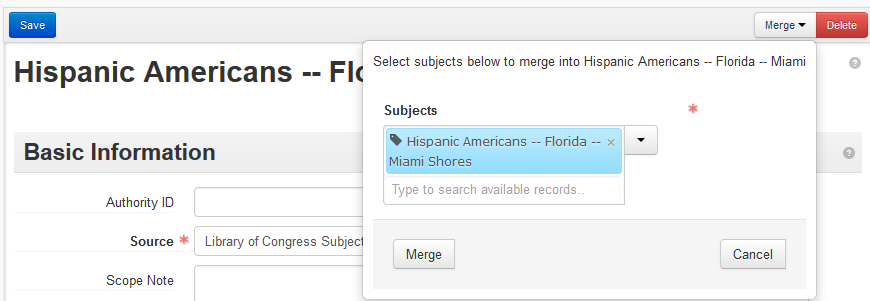 Save
Merge
Delete
Select subjects below to merge into Hispanic Americans -- Florida -- Miami
Hispanic Americans -- Flo
Subjects *
Hispanic Americans -- Florida -- ×
Miami Shores
Type to search available records..
Basic Information
Authority ID
Source *
Library of Congress Subject
Scope Note
Merge
Cancel